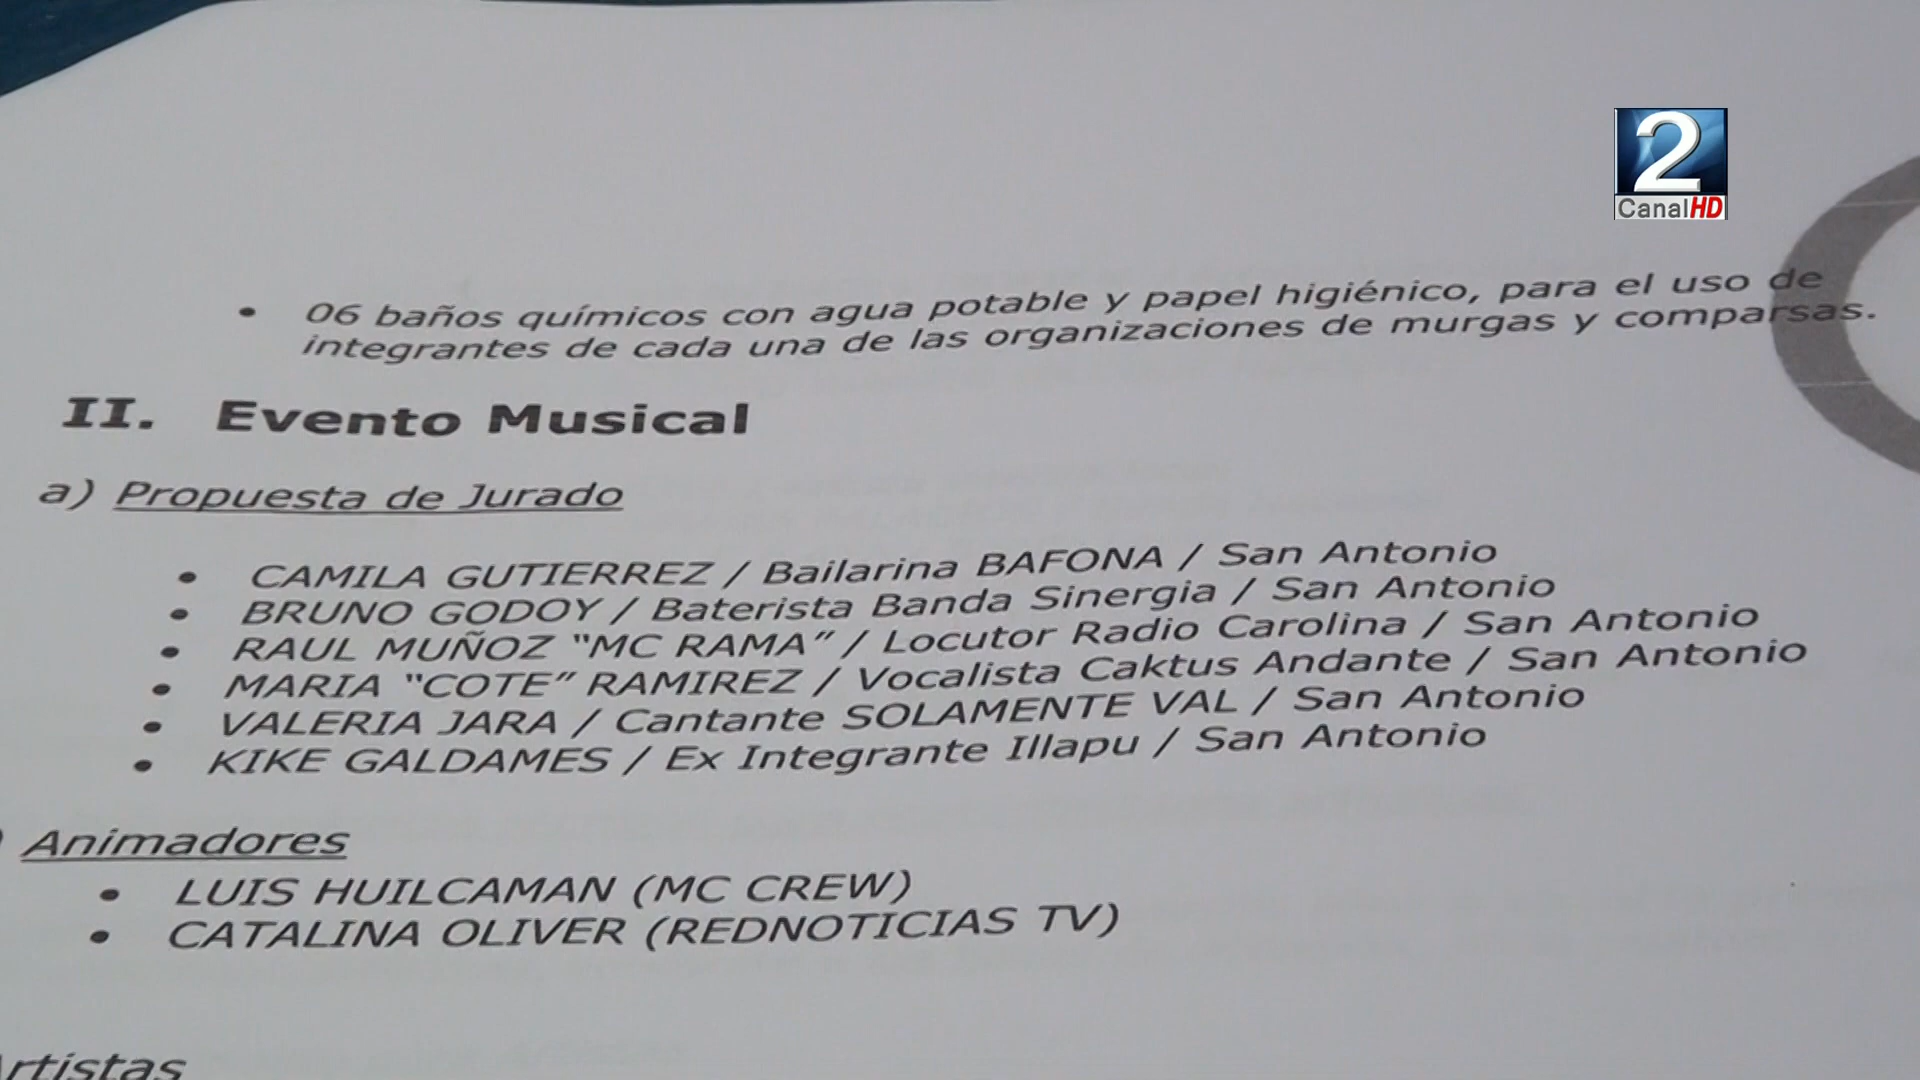 2
CanalHD
• 06 baños químicos con agua potable y papel higiénico, para el uso de
integrantes de cada una de las organizaciones de murgas y comparsas.
II. Evento Musical
a) Propuesta de Jurado
• CAMILA GUTIERREZ / Bailarina BAFONA / San Antonio
• BRUNO GODOY / Baterista Banda Sinergia / San Antonio
• RAUL MUÑOZ “MC RAMA” / Locutor Radio Carolina / San Antonio
• MARIA “COTE” RAMIREZ / Vocalista Caktus Andante / San Antonio
• VALERIA JARA / Cantante SOLAMENTE VAL / San Antonio
• KIKE GALDAMES / Ex Integrante Illapu / San Antonio
) Animadores
• LUIS HUILCAMAN (MC CREW)
• CATALINA OLIVER (REDNOTICIAS TV)
rtistas